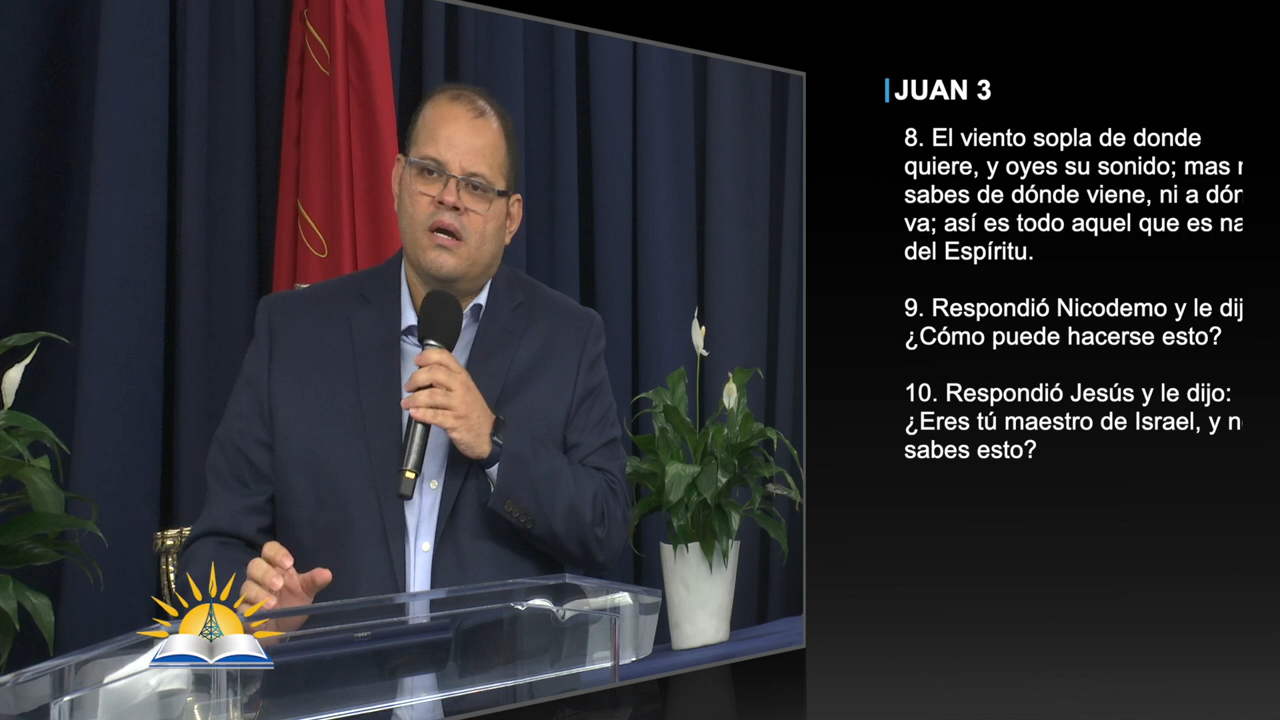 JUAN 3
8. El viento sopla de donde
quiere, y oyes su sonido; mas
sabes de dónde viene, ni a
va; así es todo aquel que es
del Espíritu.
9. Respondió Nicodemo y le
¿Cómo puede hacerse esto?
10. Respondió Jesús y le dijo:
¿Eres tú maestro de Israel, y
sabes esto?